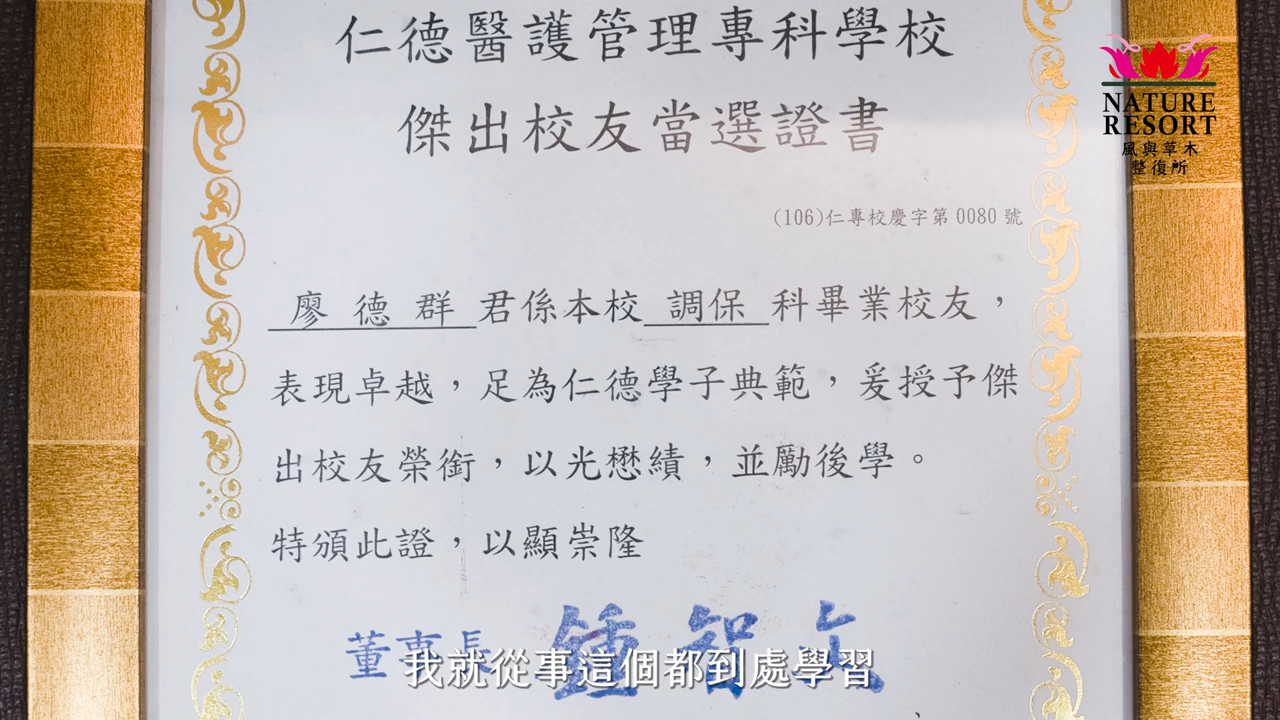 仁德醫護管理專科學校
傑出校友當選證書
NATURE
RESORT
風與草木
整復所
(106)仁專校慶字第0080號
廖德群君係本校調保科畢業校友，
表現卓越，足為仁德學子典範，爰授予傑
出校友榮銜，以光懋績，並勵後學。
特頒此證，以顯崇隆
董事長 鍾智文
我就從事這個都到處學習